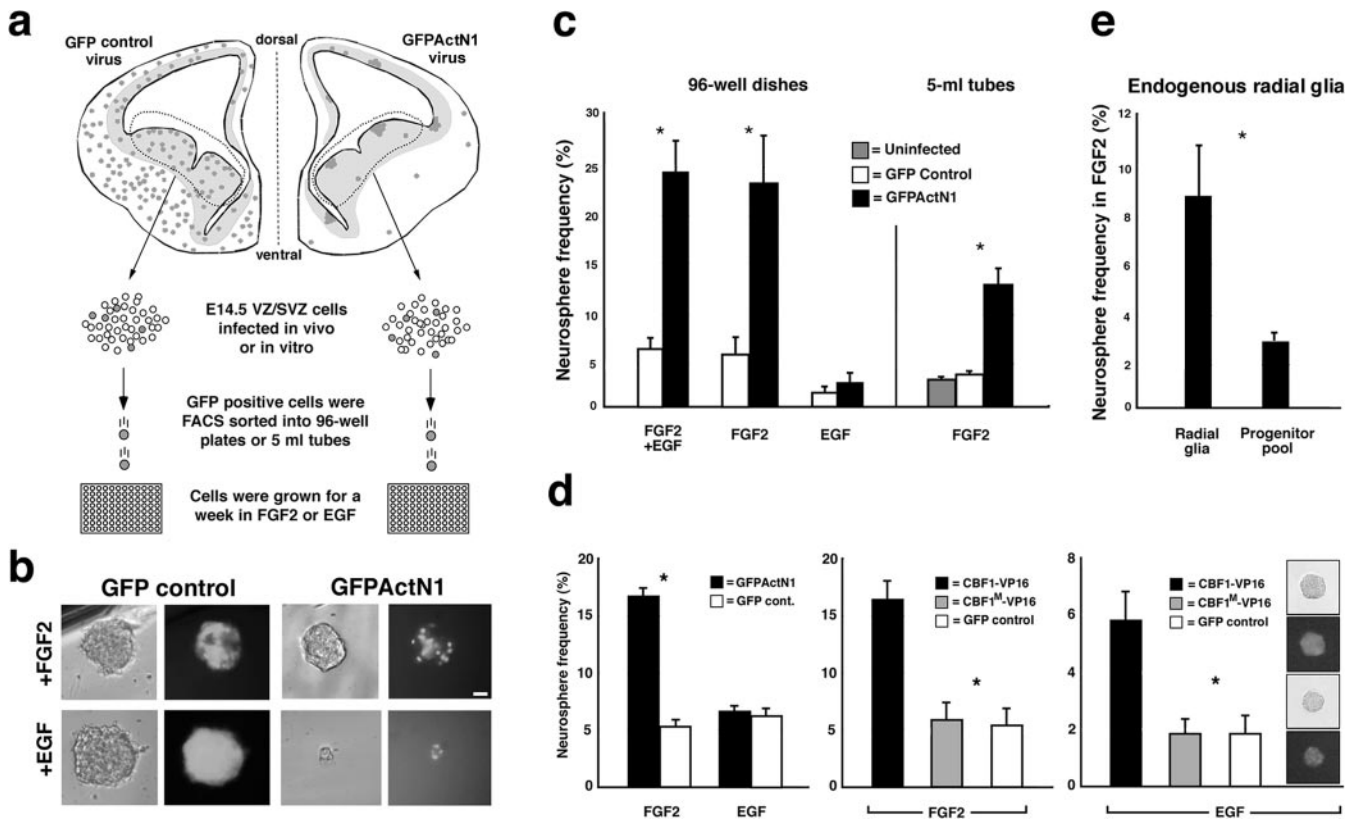 a
GFP control
virus
dorsal
GFPActN1
virus
ventral
E14.5 VZ/SVZ cells
infected in vivo
or in vitro
GFP positive cells were
FACS sorted into 96-well
plates or 5 ml tubes
Cells were grown for a
week in FGF2 or EGF
b
GFP control
GFPActN1
+FGF2
+EGF
c
96-well dishes
5-ml tubes
Neurosphere frequency (%)
30
25
20
15
10
5
0
*
*
*
= Uninfected
= GFP Control
= GFPActN1
FGF2
+EGF
FGF2
EGF
FGF2
e
Endogenous radial glia
Neurosphere frequency in FGF2 (%)
12
10
8
6
4
2
0
*
Radial
glia
Progenitor
pool
d
Neurosphere frequency (%)
20
15
10
5
0
*
= GFPActN1
= GFP cont.
FGF2
EGF
20
15
10
5
0
= CBF1-VP16
= CBF1M-VP16
= GFP control
*
FGF2
8
6
4
2
0
= CBF1-VP16
= CBF1M-VP16
= GFP control
*
EGF